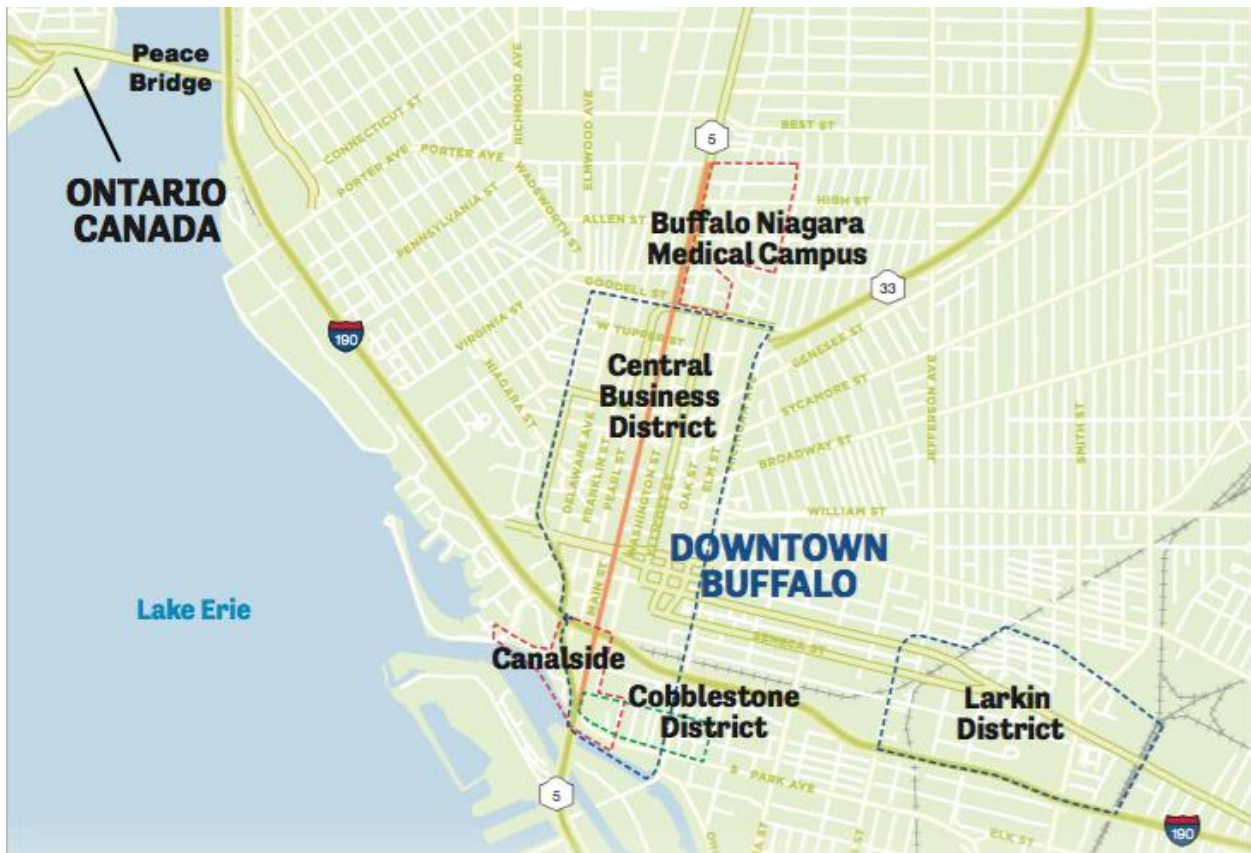 Peace
Bridge
ONTARIO
CANADA
CONNECTICUT ST
PORTER AVE
PORTER AVE
PENNSYLVANIA ST
RICHMOND AVE
WADSWORTH ST
ELMWOOD AVE
ALLEN ST
5
BEST ST
HIGH ST
Buffalo Niagara
Medical Campus
33
GOODELL ST
190
VIRGINIA ST
NIAGARA ST
W TUPPER ST
Central
Business
District
GENESEE ST
SYCAMORE ST
BROADWAY ST
JEFFERSON AVE
SMITH ST
DELAWARE AVE
FRANKLIN ST
PEARL ST
WASHINGTON ST
ELLICOTT ST
OAK ST
ELM ST
WILLIAM ST
DOWNTOWN
BUFFALO
MAIN ST
Lake Erie
SENECA ST
Canalside
Cobblestone
District
Larkin
District
S PARK AVE
5
ELK ST
190